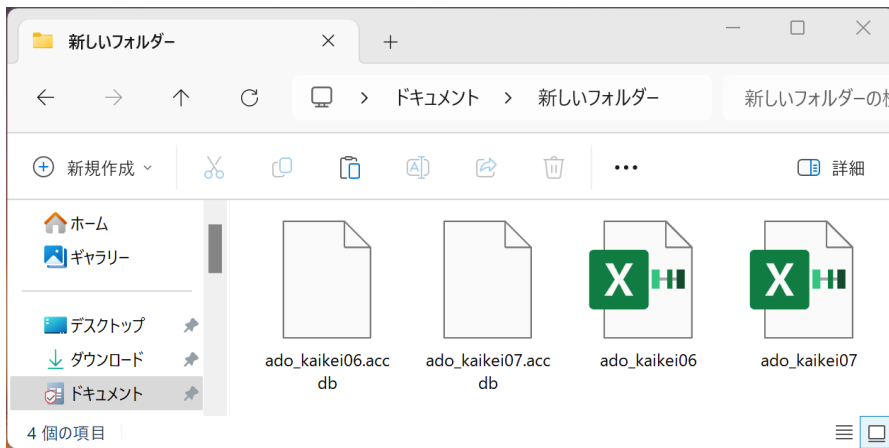 新しいフォルダー
ドキュメント > 新しいフォルダー
新しいフォルダーの検
新規作成
詳細
ホーム
ギャラリー
デスクトップ
ダウンロード
ドキュメント
ado_kaikei06.acc
db
ado_kaikei07.acc
db
ado_kaikei06
ado_kaikei07
4 個の項目